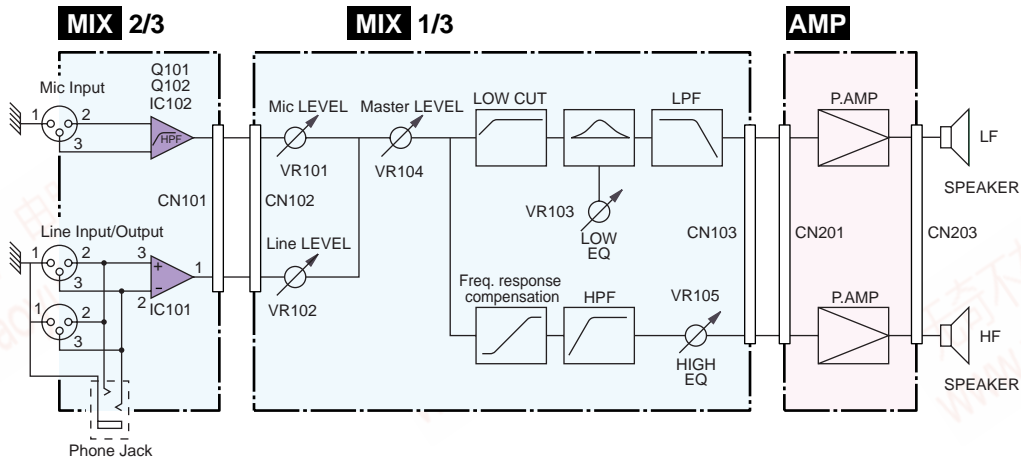 MIX 2/3
MIX 1/3
AMP
Mic Input
1
2
3
Q101
Q102
IC102
HPF
CN101
CN102
Mic LEVEL
VR101
Master LEVEL
VR104
LOW CUT
LPF
VR103
LOW
EQ
CN103
CN201
P.AMP
CN203
LF
SPEAKER
Line Input/Output
1
2
3
1
2
3
3
+
-
2
1
IC101
Line LEVEL
VR102
Freq. response
compensation
HPF
VR105
HIGH
EQ
P.AMP
HF
SPEAKER
Phone Jack